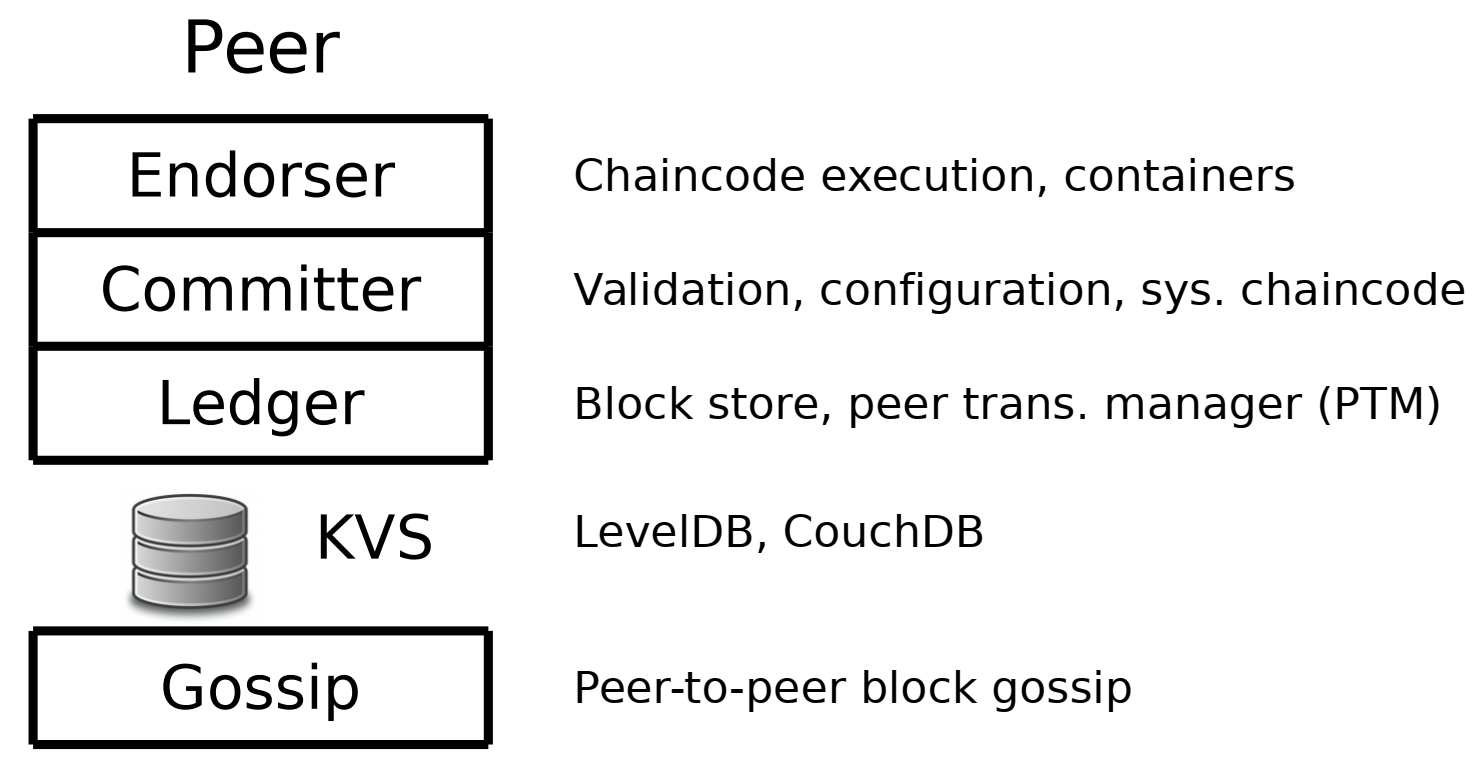 Peer
Endorser Chaincode execution, containers
Committer Validation, configuration, sys. chaincode
Ledger Block store, peer trans. manager (PTM)
KVS LevelDB, CouchDB
Gossip Peer-to-peer block gossip